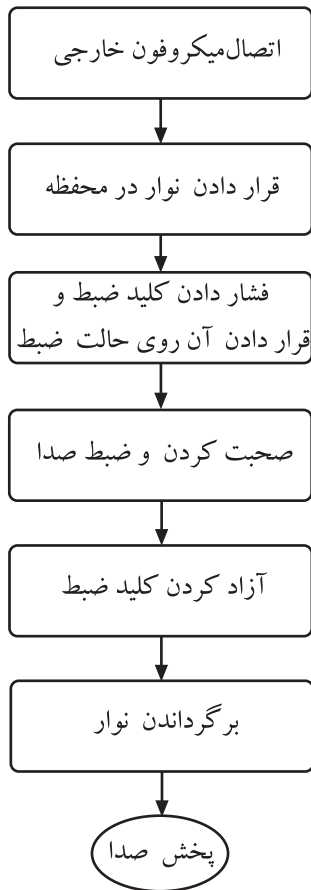 اتصال میکروفون خارجی
قرار دادن نوار در محفظه
فشار دادن کلید ضبط و
قرار دادن آن روی حالت ضبط
صحبت کردن و ضبط صدا
آزاد کردن کلید ضبط
برگرداندن نوار
پخش صدا